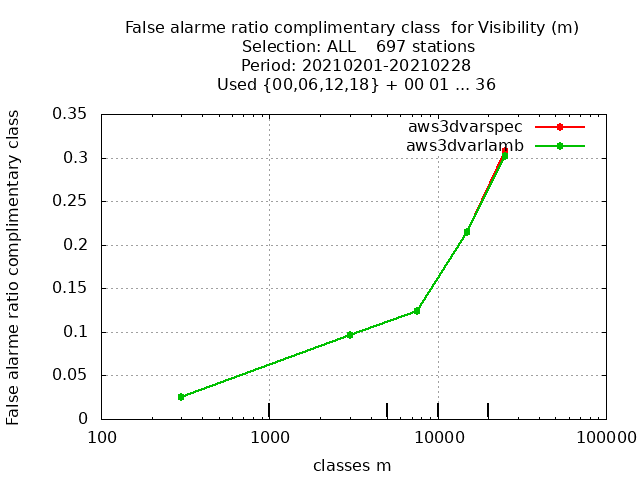 False alarme ratio complimentary class  for Visibility (m)
Selection: ALL    697 stations
Period: 20210201-20210228
Used {00,06,12,18} + 00 01 ... 36
False alarme ratio complimentary class
0.35
0.3
0.25
0.2
0.15
0.1
0.05
0
aws3dvarspec
aws3dvarlamb
100
1000
10000
100000
classes m